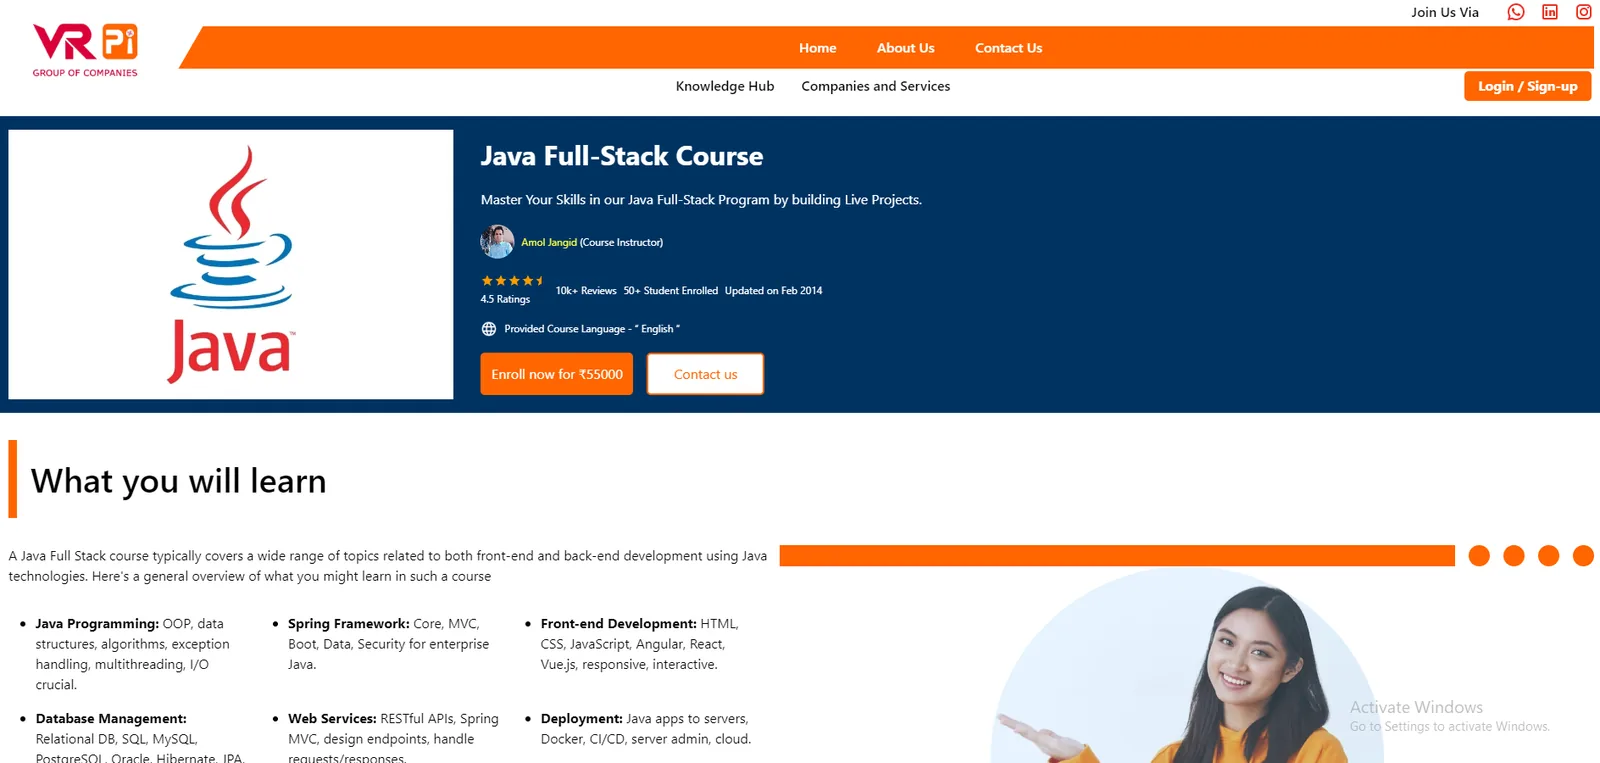 Join Us Via
VR Pi
GROUP OF COMPANIES
Home About Us Contact Us
Knowledge Hub Companies and Services
Login / Sign-up
Java™
Java Full-Stack Course
Master Your Skills in our Java Full-Stack Program by building Live Projects.
Amol Jangid (Course Instructor)
4.5 Ratings
10k+ Reviews 50+ Student Enrolled Updated on Feb 2014
Provided Course Language - “ English ”
Enroll now for ₹55000
Contact us
What you will learn
A Java Full Stack course typically covers a wide range of topics related to both front-end and back-end development using Java
technologies. Here's a general overview of what you might learn in such a course
Java Programming: OOP, data
structures, algorithms, exception
handling, multithreading, I/O
crucial.
Spring Framework: Core, MVC,
Boot, Data, Security for enterprise
Java.
Front-end Development: HTML,
CSS, JavaScript, Angular, React,
Vue.js, responsive, interactive.
Database Management:
Relational DB, SQL, MySQL,
PostgreSQL, Oracle, Hibernate, JPA.
Web Services: RESTful APIs, Spring
MVC, design endpoints, handle
requests/responses.
Deployment: Java apps to servers,
Docker, CI/CD, server admin, cloud.
Activate Windows
Go to Settings to activate Windows.